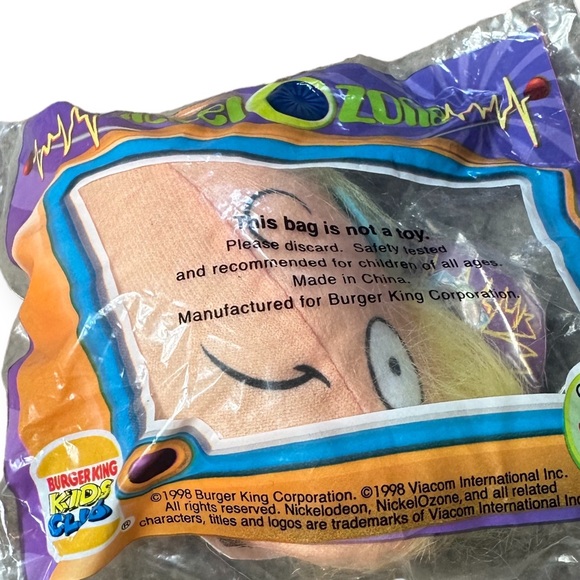 Nickel O Zone
This bag is not a toy.
Please discard. Safety tested
and recommended for children of all ages.
Made in China.
Manufactured for Burger King Corporation.
BURGER KING
KIDS
CLUB
®
©1998 Burger King Corporation. ©1998 Viacom International Inc.
All rights reserved. Nickelodeon, NickelOzone, and all related
characters, titles and logos are trademarks of Viacom International Inc